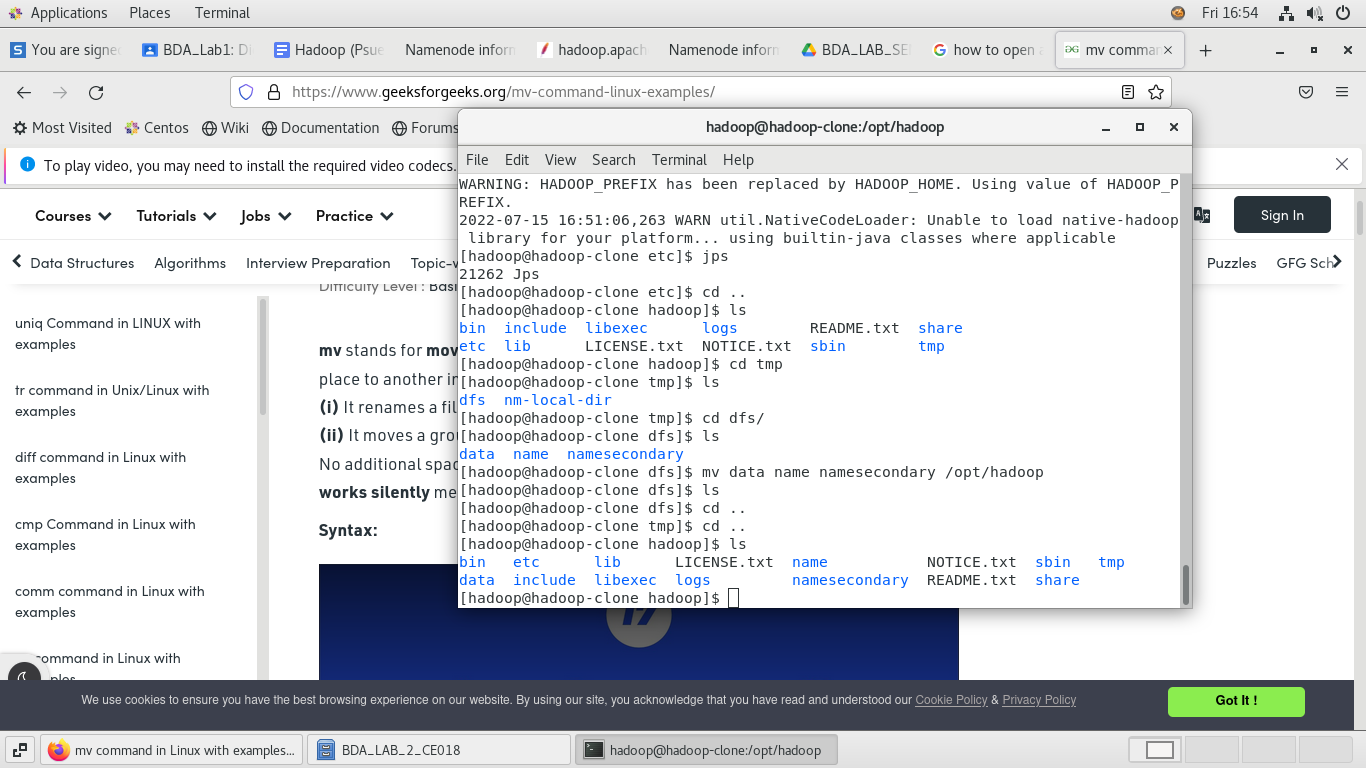 Applications Places Terminal Fri 16:54
You are signe BDA_Lab1: Di Hadoop (Psue Namenode inform hadoop.apach Namenode inform BDA_LAB_SE how to open a mv comma
https://www.geeksforgeeks.org/mv-command-linux-examples/
Most Visited Centos Wiki Documentation Forums
hadoop@hadoop-clone:/opt/hadoop
File Edit View Search Terminal Help
To play video, you may need to install the required video codecs.
Courses Tutorials Jobs Practice Sign In
Data Structures Algorithms Interview Preparation Topic-w Puzzles GFG Sch
Difficulty Level : Basi
uniq Command in LINUX with
examples
tr command in Unix/Linux with
examples
diff command in Linux with
examples
cmp Command in Linux with
examples
comm command in Linux with
examples
command in Linux with
mv stands for mov
place to another in
(i) It renames a fil
(ii) It moves a grou
No additional spac
works silently me
Syntax:
WARNING: HADOOP_PREFIX has been replaced by HADOOP_HOME. Using value of HADOOP_P
REFIX.
2022-07-15 16:51:06,263 WARN util.NativeCodeLoader: Unable to load native-hadoop
library for your platform... using builtin-java classes where applicable
[hadoop@hadoop-clone etc]$ jps
21262 Jps
[hadoop@hadoop-clone etc]$ cd ..
[hadoop@hadoop-clone hadoop]$ ls
bin include libexec logs README.txt share
etc lib LICENSE.txt NOTICE.txt sbin tmp
[hadoop@hadoop-clone hadoop]$ cd tmp
[hadoop@hadoop-clone tmp]$ ls
dfs nm-local-dir
[hadoop@hadoop-clone tmp]$ cd dfs/
[hadoop@hadoop-clone dfs]$ ls
data name namesecondary
[hadoop@hadoop-clone dfs]$ mv data name namesecondary /opt/hadoop
[hadoop@hadoop-clone dfs]$ ls
[hadoop@hadoop-clone dfs]$ cd ..
[hadoop@hadoop-clone tmp]$ cd ..
[hadoop@hadoop-clone hadoop]$ ls
bin etc lib LICENSE.txt name NOTICE.txt sbin tmp
data include libexec logs namesecondary README.txt share
[hadoop@hadoop-clone hadoop]$
We use cookies to ensure you have the best browsing experience on our website. By using our site, you acknowledge that you have read and understood our Cookie Policy & Privacy Policy Got It !
mv command in Linux with examples... BDA_LAB_2_CE018 hadoop@hadoop-clone:/opt/hadoop